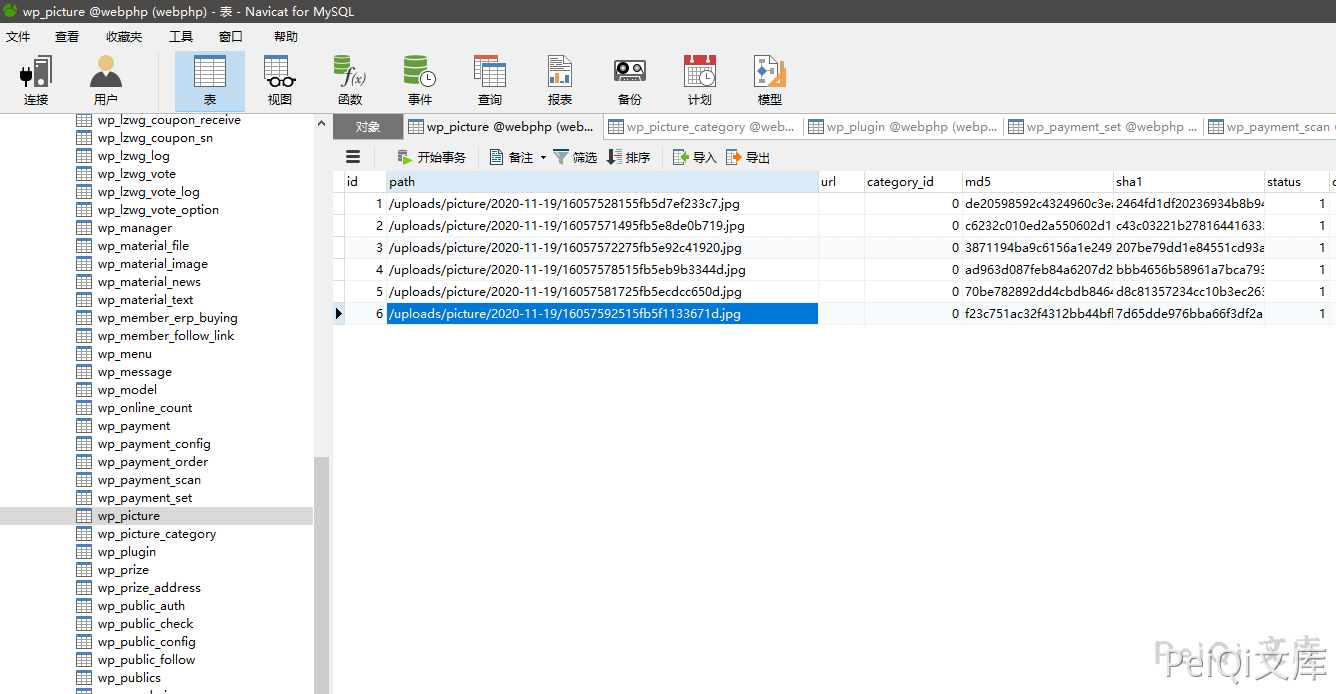 wp_picture @webphp (webphp) - 表 - Navicat for MySQL
文件 查看 收藏夹 工具 窗口 帮助
连接 用户 表 视图 函数 事件 查询 报表 备份 计划 模型
对象 wp_picture @webphp (web... wp_picture_category @web... wp_plugin @webphp (webp... wp_payment_set @webphp ... wp_payment_scan
开始事务 备注 筛选 排序 导入 导出
id path url category_id md5 sha1 status
1 /uploads/picture/2020-11-19/16057528155fb5d7ef233c7.jpg 0 de20598592c4324960c3ea 2464fd1df20236934b8b94 1
2 /uploads/picture/2020-11-19/16057571495fb5e8de0b719.jpg 0 c6232c010ed2a550602d1 c43c03221b278164416333 1
3 /uploads/picture/2020-11-19/16057572275fb5e92c41920.jpg 0 3871194ba9c6156a1e249 207be79dd1e84551cd93a 1
4 /uploads/picture/2020-11-19/16057578515fb5eb9b3344d.jpg 0 ad963d087feb84a6207d2 bbb4656b58961a7bca793 1
5 /uploads/picture/2020-11-19/16057581725fb5ecdcc650d.jpg 0 70be782892dd4cbdb8464 d8c81357234cc10b3ec263 1
6 /uploads/picture/2020-11-19/16057592515fb5f1133671d.jpg 0 f23c751ac32f4312bb44bf 7d65dde976bba66f3df2a 1
wp_lzwg_coupon_receive
wp_lzwg_coupon_sn
wp_lzwg_log
wp_lzwg_vote
wp_lzwg_vote_log
wp_lzwg_vote_option
wp_manager
wp_material_file
wp_material_image
wp_material_news
wp_material_text
wp_member_erp_buying
wp_member_follow_link
wp_menu
wp_message
wp_model
wp_online_count
wp_payment
wp_payment_config
wp_payment_order
wp_payment_scan
wp_payment_set
wp_picture
wp_picture_category
wp_plugin
wp_prize
wp_prize_address
wp_public_auth
wp_public_check
wp_public_config
wp_public_follow
wp_publics
PeiQi 文库
PeiQi文库